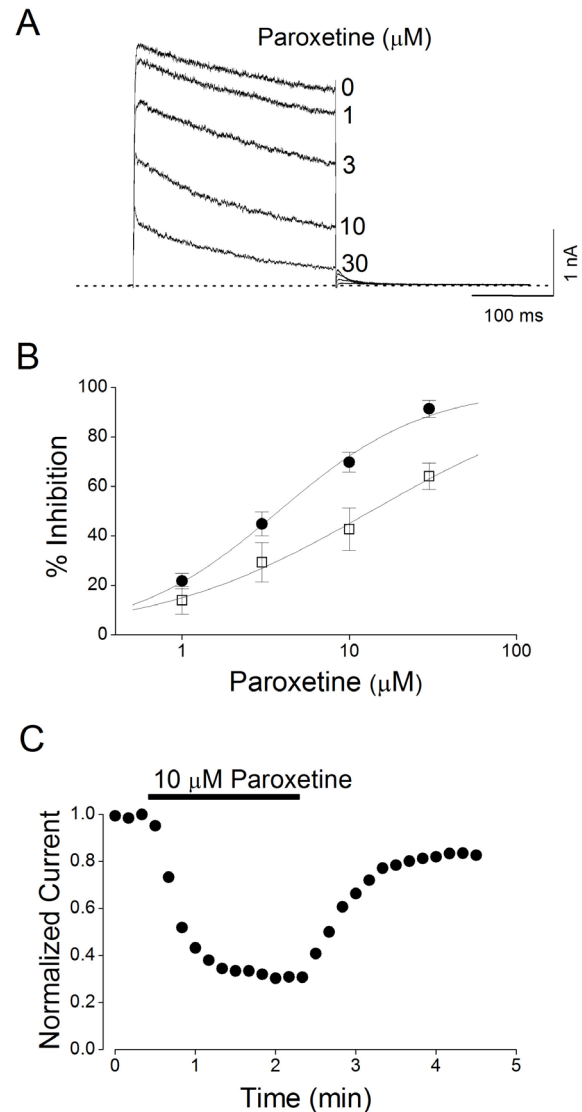 A
Paroxetine (μM)
0
1
3
10
30
1 nA
100 ms
B
100
80
60
40
20
0
% Inhibition
1
10
100
Paroxetine (μM)
C
10 μM Paroxetine
1.0
0.8
0.6
0.4
0.2
0.0
Normalized Current
0
1
2
3
4
5
Time (min)